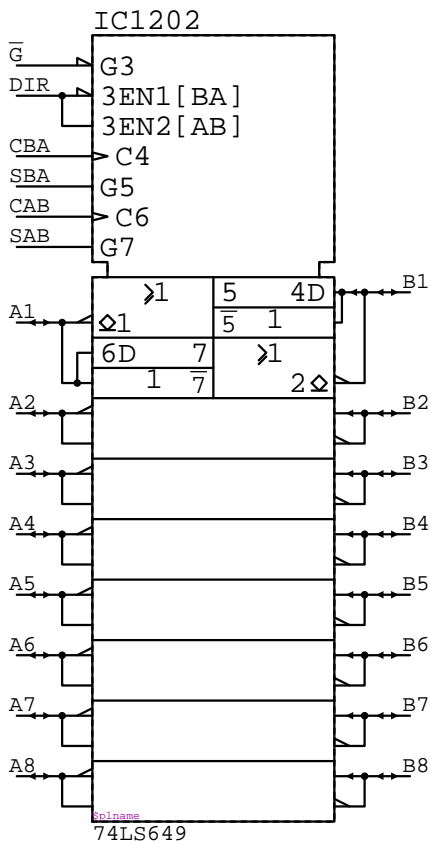 IC1202
G̅ G3
DIR 3EN1[BA]
3EN2[AB]
CBA C4
SBA G5
CAB C6
SAB G7
≥1 5 4D B1
A1 ◇1 5̅ 1
6D 7 ≥1
1 7̅ 2◇
A2 B2
A3 B3
A4 B4
A5 B5
A6 B6
A7 B7
A8 B8
$plname
74LS649